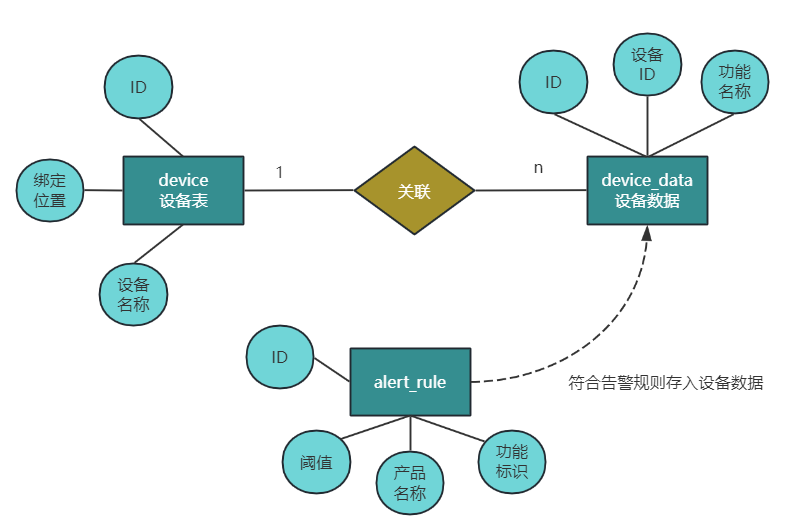 设备
ID
ID
功能
名称
ID
device
设备表
1
关联
n
device_data
设备数据
绑定
位置
设备
名称
ID
alert_rule
符合告警规则存入设备数据
阈值
产品
名称
功能
标识